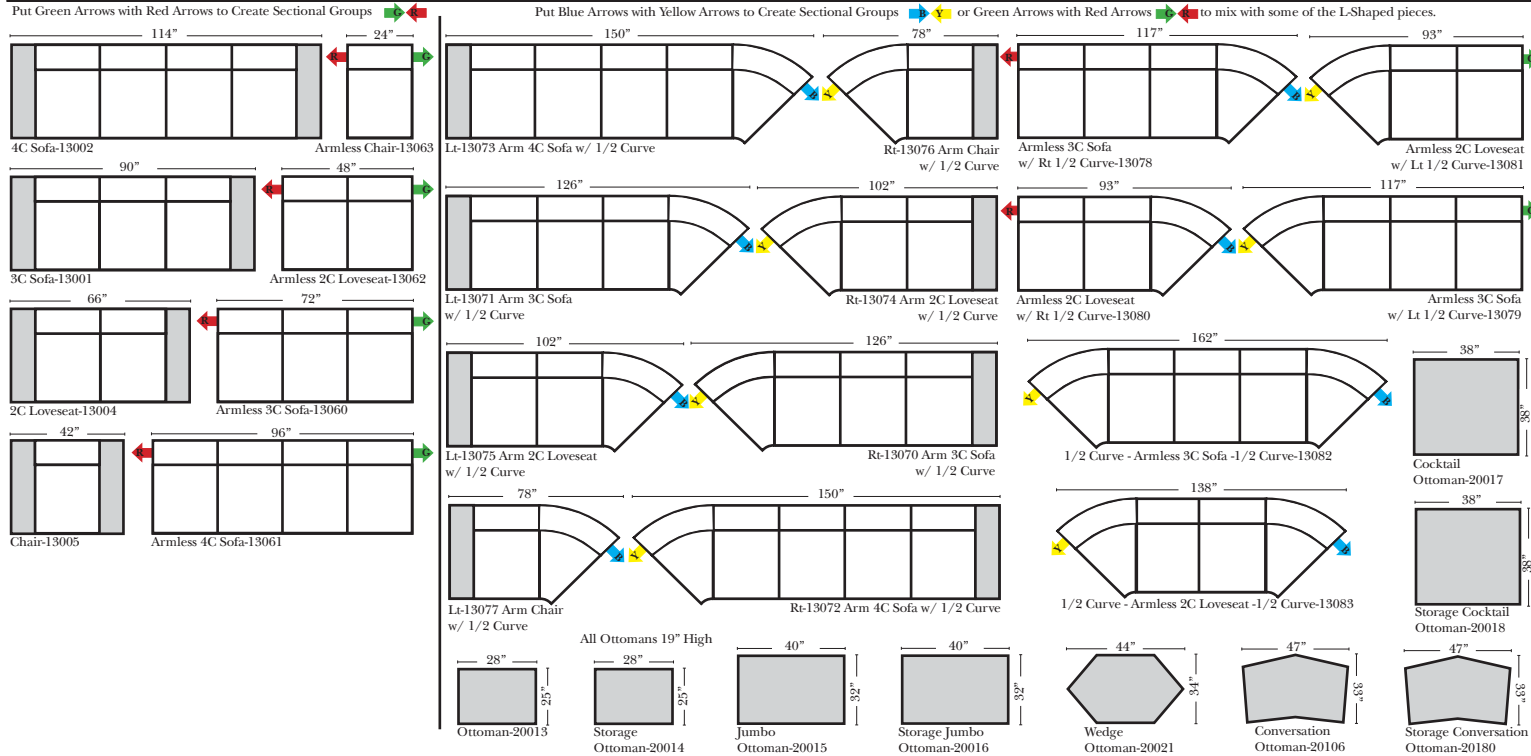 Put Green Arrows with Red Arrows to Create Sectional Groups G R
114”
24”
R
G
4C Sofa-13002
Armless Chair-13063
90”
48”
R
G
3C Sofa-13001
Armless 2C Loveseat-13062
66”
72”
R
G
2C Loveseat-13004
Armless 3C Sofa-13060
42”
96”
R
G
Chair-13005
Armless 4C Sofa-13061
Put Blue Arrows with Yellow Arrows to Create Sectional Groups B Y or Green Arrows with Red Arrows G R to mix with some of the L-Shaped pieces.
150”
78”
117”
93”
B
Y
R
B
Y
G
Lt-13073 Arm 4C Sofa w/ 1/2 Curve
Rt-13076 Arm Chair
w/ 1/2 Curve
Armless 3C Sofa
w/ Rt 1/2 Curve-13078
Armless 2C Loveseat
w/ Lt 1/2 Curve-13081
126”
102”
93”
117”
B
Y
R
B
Y
G
Lt-13071 Arm 3C Sofa
w/ 1/2 Curve
Rt-13074 Arm 2C Loveseat
w/ 1/2 Curve
Armless 2C Loveseat
w/ Rt 1/2 Curve-13080
Armless 3C Sofa
w/ Lt 1/2 Curve-13079
102”
126”
162”
38”
38”
B
Y
Y
B
Lt-13075 Arm 2C Loveseat
w/ 1/2 Curve
Rt-13070 Arm 3C Sofa
w/ 1/2 Curve
1/2 Curve - Armless 3C Sofa -1/2 Curve-13082
Cocktail
Ottoman-20017
78”
150”
138”
38”
38”
B
Y
Y
B
Lt-13077 Arm Chair
w/ 1/2 Curve
Rt-13072 Arm 4C Sofa w/ 1/2 Curve
1/2 Curve - Armless 2C Loveseat -1/2 Curve-13083
Storage Cocktail
Ottoman-20018
All Ottomans 19” High
28”
25”
Ottoman-20013
28”
25”
Storage
Ottoman-20014
40”
32”
Jumbo
Ottoman-20015
40”
32”
Storage Jumbo
Ottoman-20016
44”
34”
Wedge
Ottoman-20021
47”
33”
Conversation
Ottoman-20106
47”
33”
Storage Conversation
Ottoman-20180